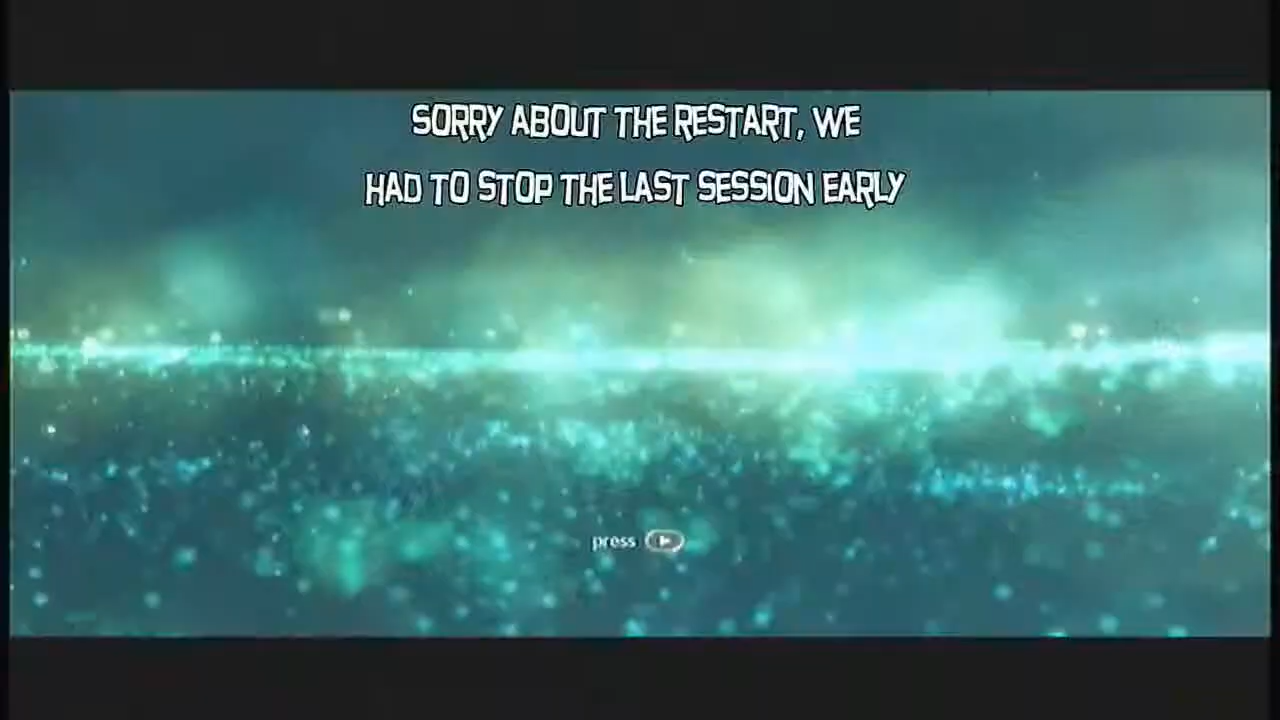 SORRY ABOUT THE RESTART, WE
HAD TO STOP THE LAST SESSION EARLY
press